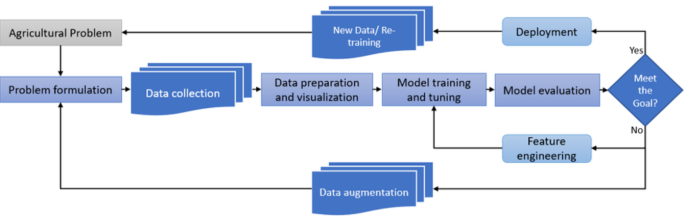 Agricultural Problem
New Data/ Re-
training
Deployment
Yes
Problem formulation
Data collection
Data preparation
and visualization
Model training
and tuning
Model evaluation
Meet
the
Goal?
No
Feature
engineering
Data augmentation